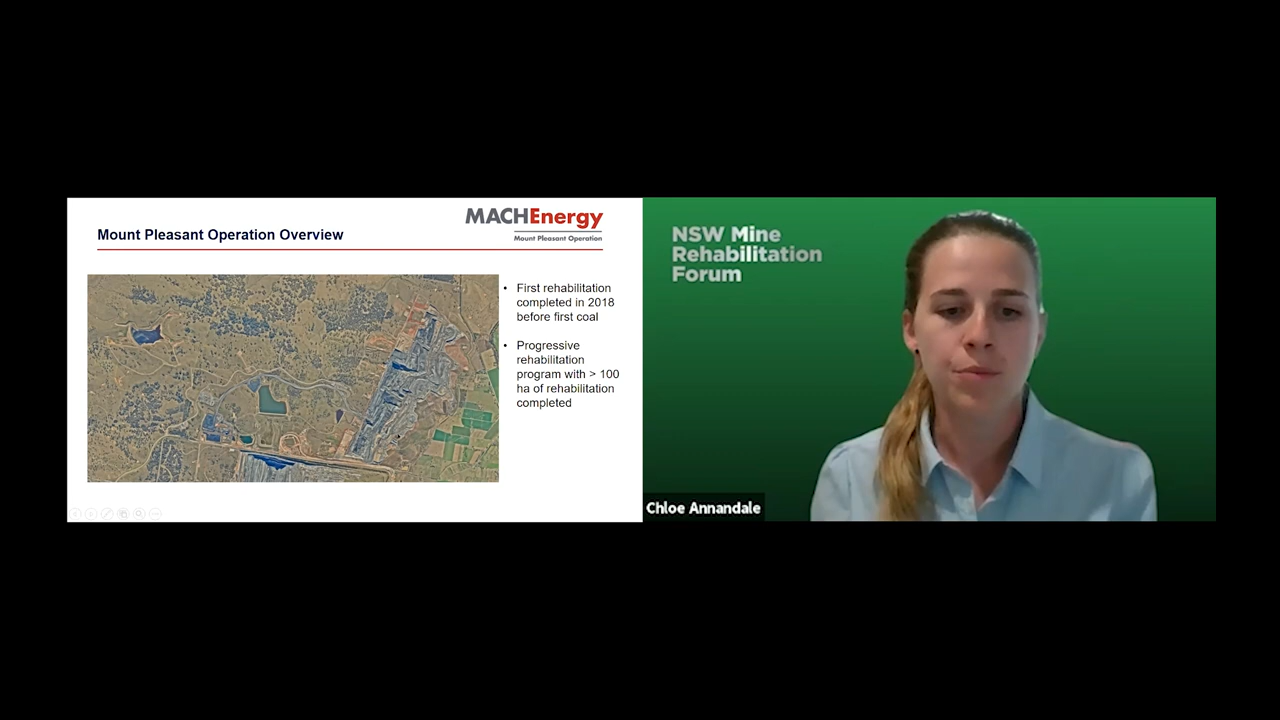 MACHEnergy
Mount Pleasant Operation
Mount Pleasant Operation Overview
• First rehabilitation
completed in 2018
before first coal
• Progressive
rehabilitation
program with > 100
ha of rehabilitation
completed
NSW Mine
Rehabilitation
Forum
Chloe Annandale